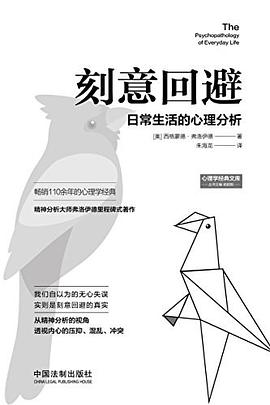 The
Psychopathology
of Everyday Life
刻意回避
日常生活的心理分析
[奥] 西格蒙德·弗洛伊德 著
朱海龙 译
心理学经典文库
畅销110余年的心理学经典
精神分析大师弗洛伊德里程碑式著作
我们自以为的无心失误
实则是刻意回避的真实
从精神分析的视角
透视内心的压抑、混乱、冲突
中国法制出版社
CHINA LEGAL PUBLISHING HOUSE